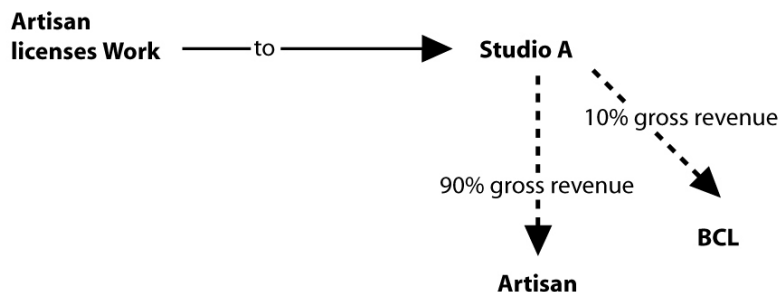 Artisan
licenses Work
to
Studio A
10% gross revenue
90% gross revenue
BCL
Artisan